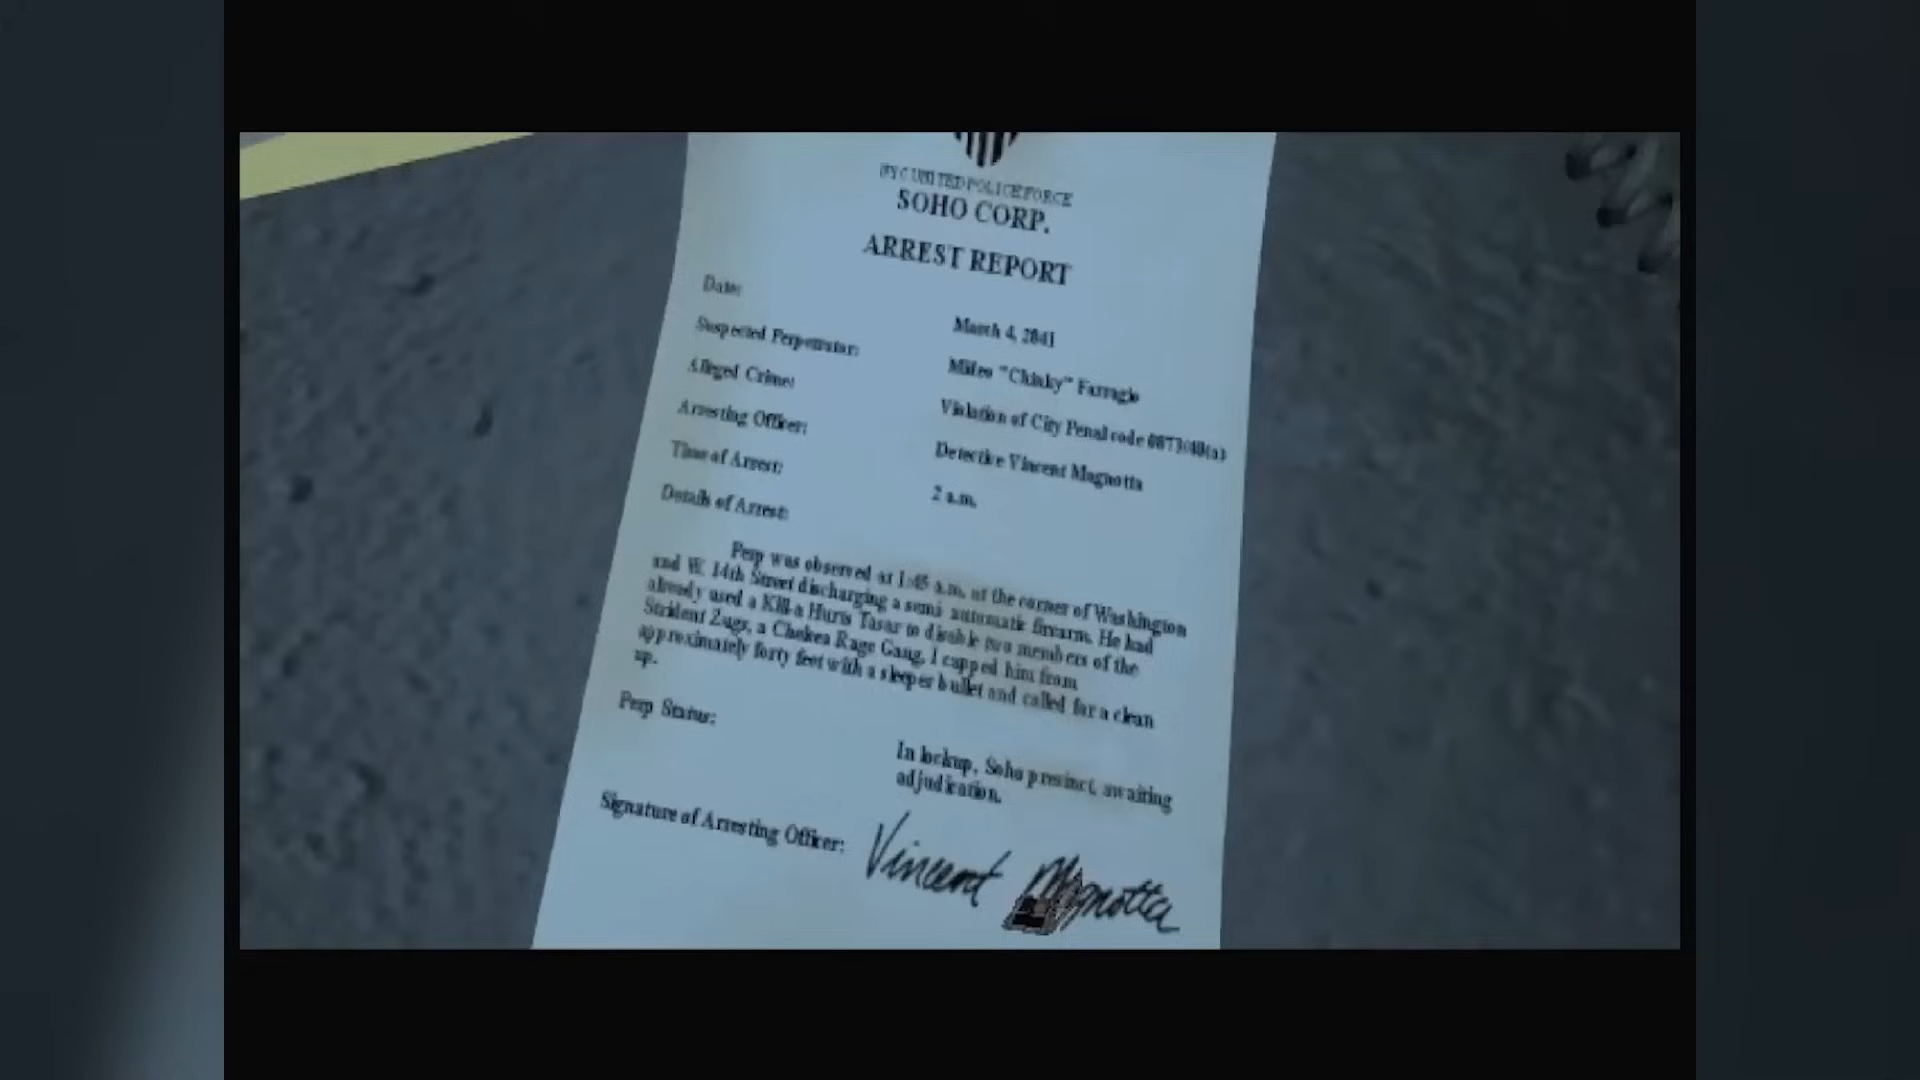 NYC UNITED POLICE FORCE
SOHO CORP.
ARREST REPORT
Date: March 4, 2041
Suspected Perpetrator: "Chinky" Farragio
Alleged Crime: Violation of City Penal code
Arresting Officer: Detective Vincent Magnotta
Time of Arrest: 2 a.m.
Details of Arrest:
Perp was observed at 1:45 a.m. at the corner of Washington
and W. 14th Street discharging a semi automatic firearm. He had
already used a Kill-a Hurts Tasar to disable two members of the
Strident Zugs, a Chelsea Rage Gang. I capped him from
approximately forty feet with a sleeper bullet and called for a clean
up.
Perp Status: In lockup, Soho precinct, awaiting
adjudication.
Signature of Arresting Officer: Vincent Magnotta